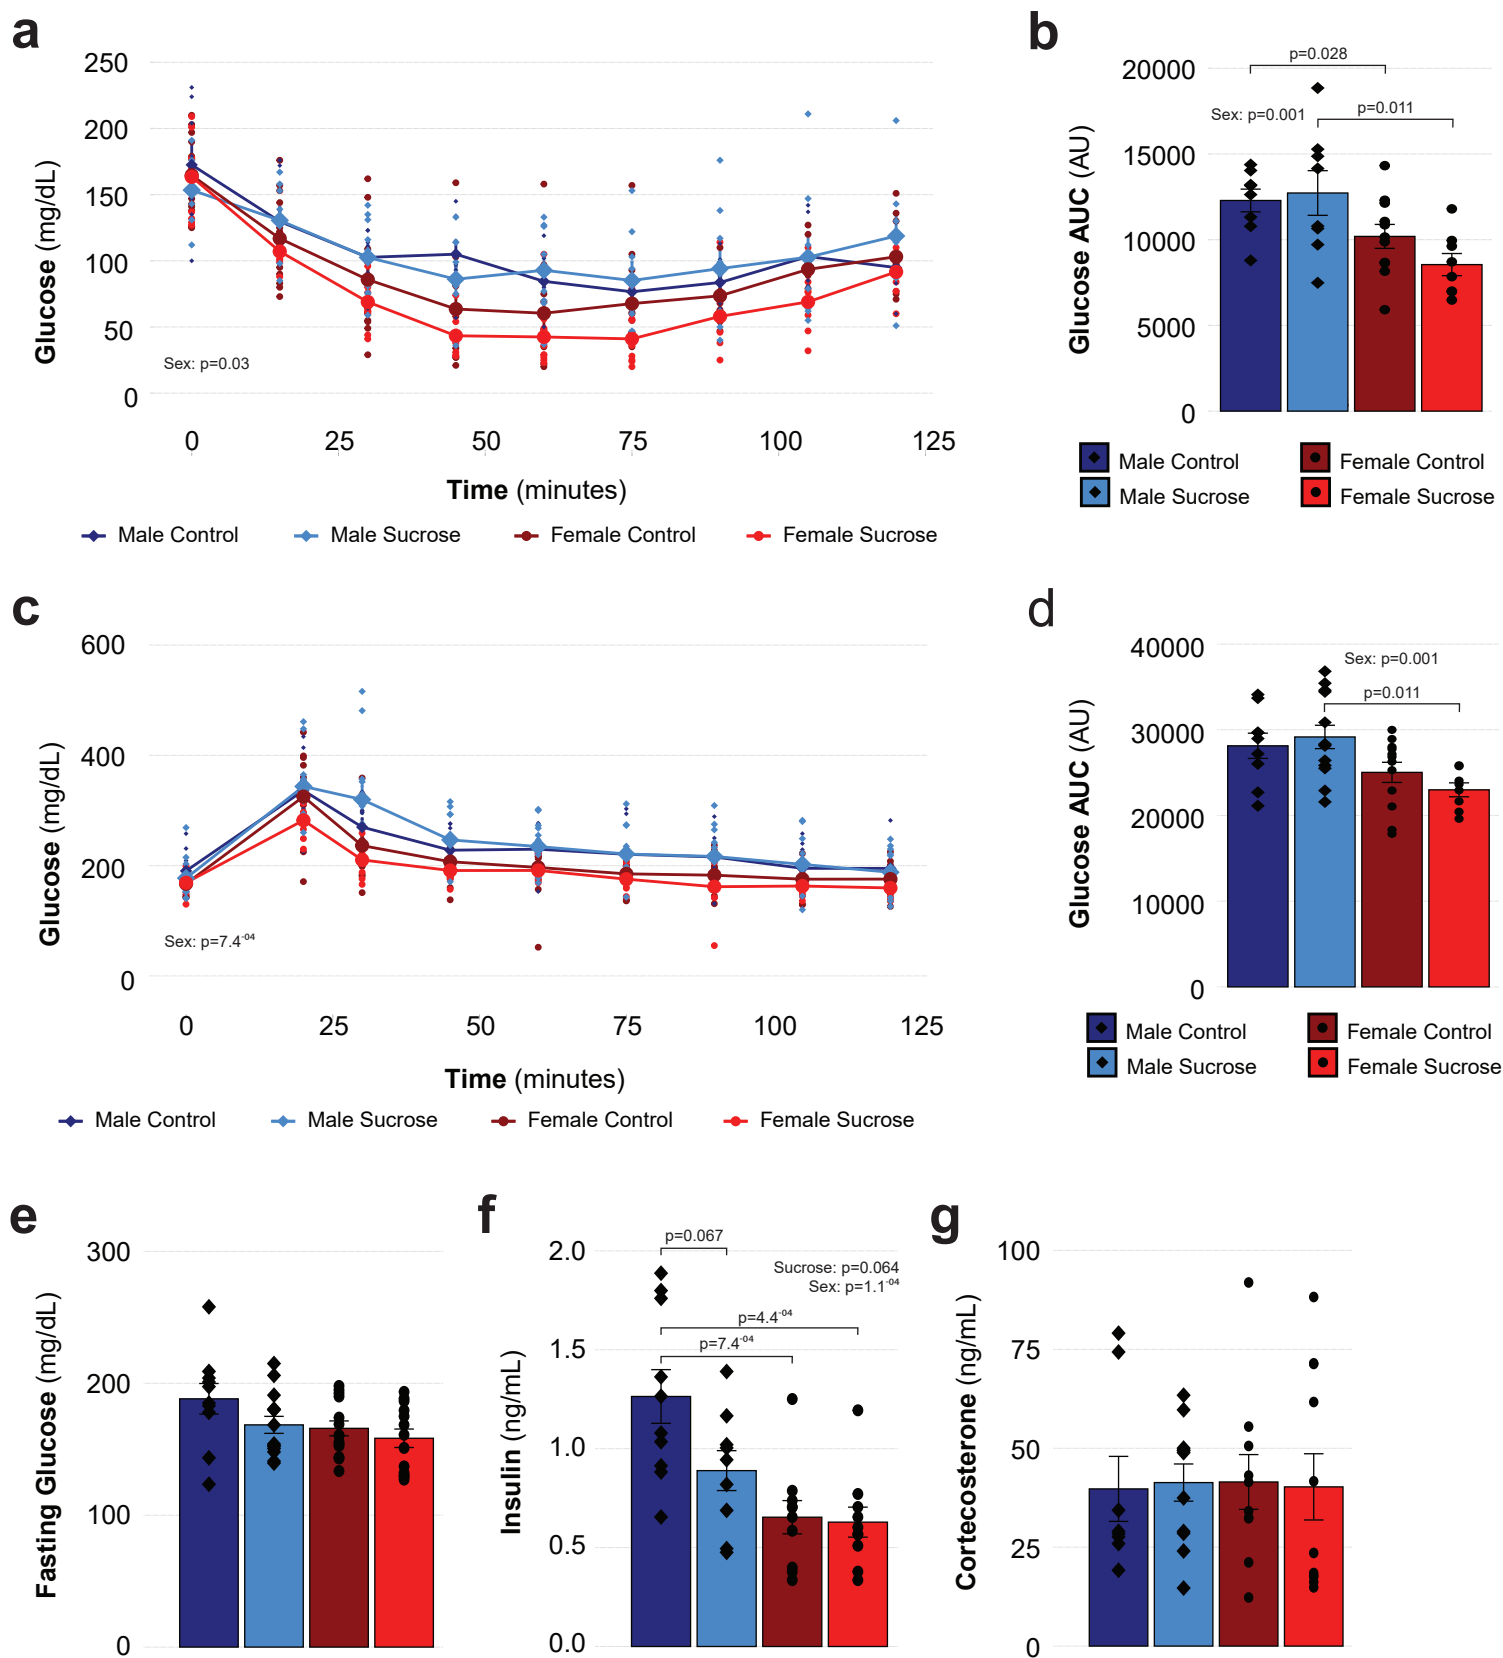 a
250
200
150
100
50
0
Glucose (mg/dL)
Sex: p=0.03
0 25 50 75 100 125
Time (minutes)
Male Control Male Sucrose Female Control Female Sucrose
b
20000
15000
10000
5000
0
Glucose AUC (AU)
p=0.028
Sex: p=0.001
p=0.011
Male Control Female Control
Male Sucrose Female Sucrose
c
600
400
200
0
Glucose (mg/dL)
Sex: p=7.4⁻⁰⁴
0 25 50 75 100 125
Time (minutes)
Male Control Male Sucrose Female Control Female Sucrose
d
40000
30000
20000
10000
0
Glucose AUC (AU)
Sex: p=0.001
p=0.011
Male Control Female Control
Male Sucrose Female Sucrose
e
300
200
100
0
Fasting Glucose (mg/dL)
f
2.0
1.5
1.0
0.5
0.0
Insulin (ng/mL)
p=0.067
Sucrose: p=0.064
Sex: p=1.1⁻⁰⁴
p=4.4⁻⁰⁴
p=7.4⁻⁰⁴
g
100
75
50
25
0
Cortecosterone (ng/mL)